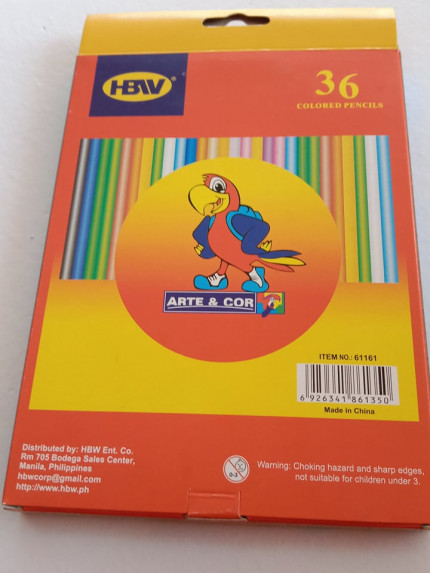 HBW®
36
COLORED PENCILS
ARTE & COR
ITEM NO.: 61161
6 926341 861350
Made in China
Distributed by: HBW Ent. Co.
Rm 705 Bodega Sales Center,
Manila, Philippines
hbwcorp@gmail.com
http://www.hbw.ph
0-3
Warning: Choking hazard and sharp edges,
not suitable for children under 3.